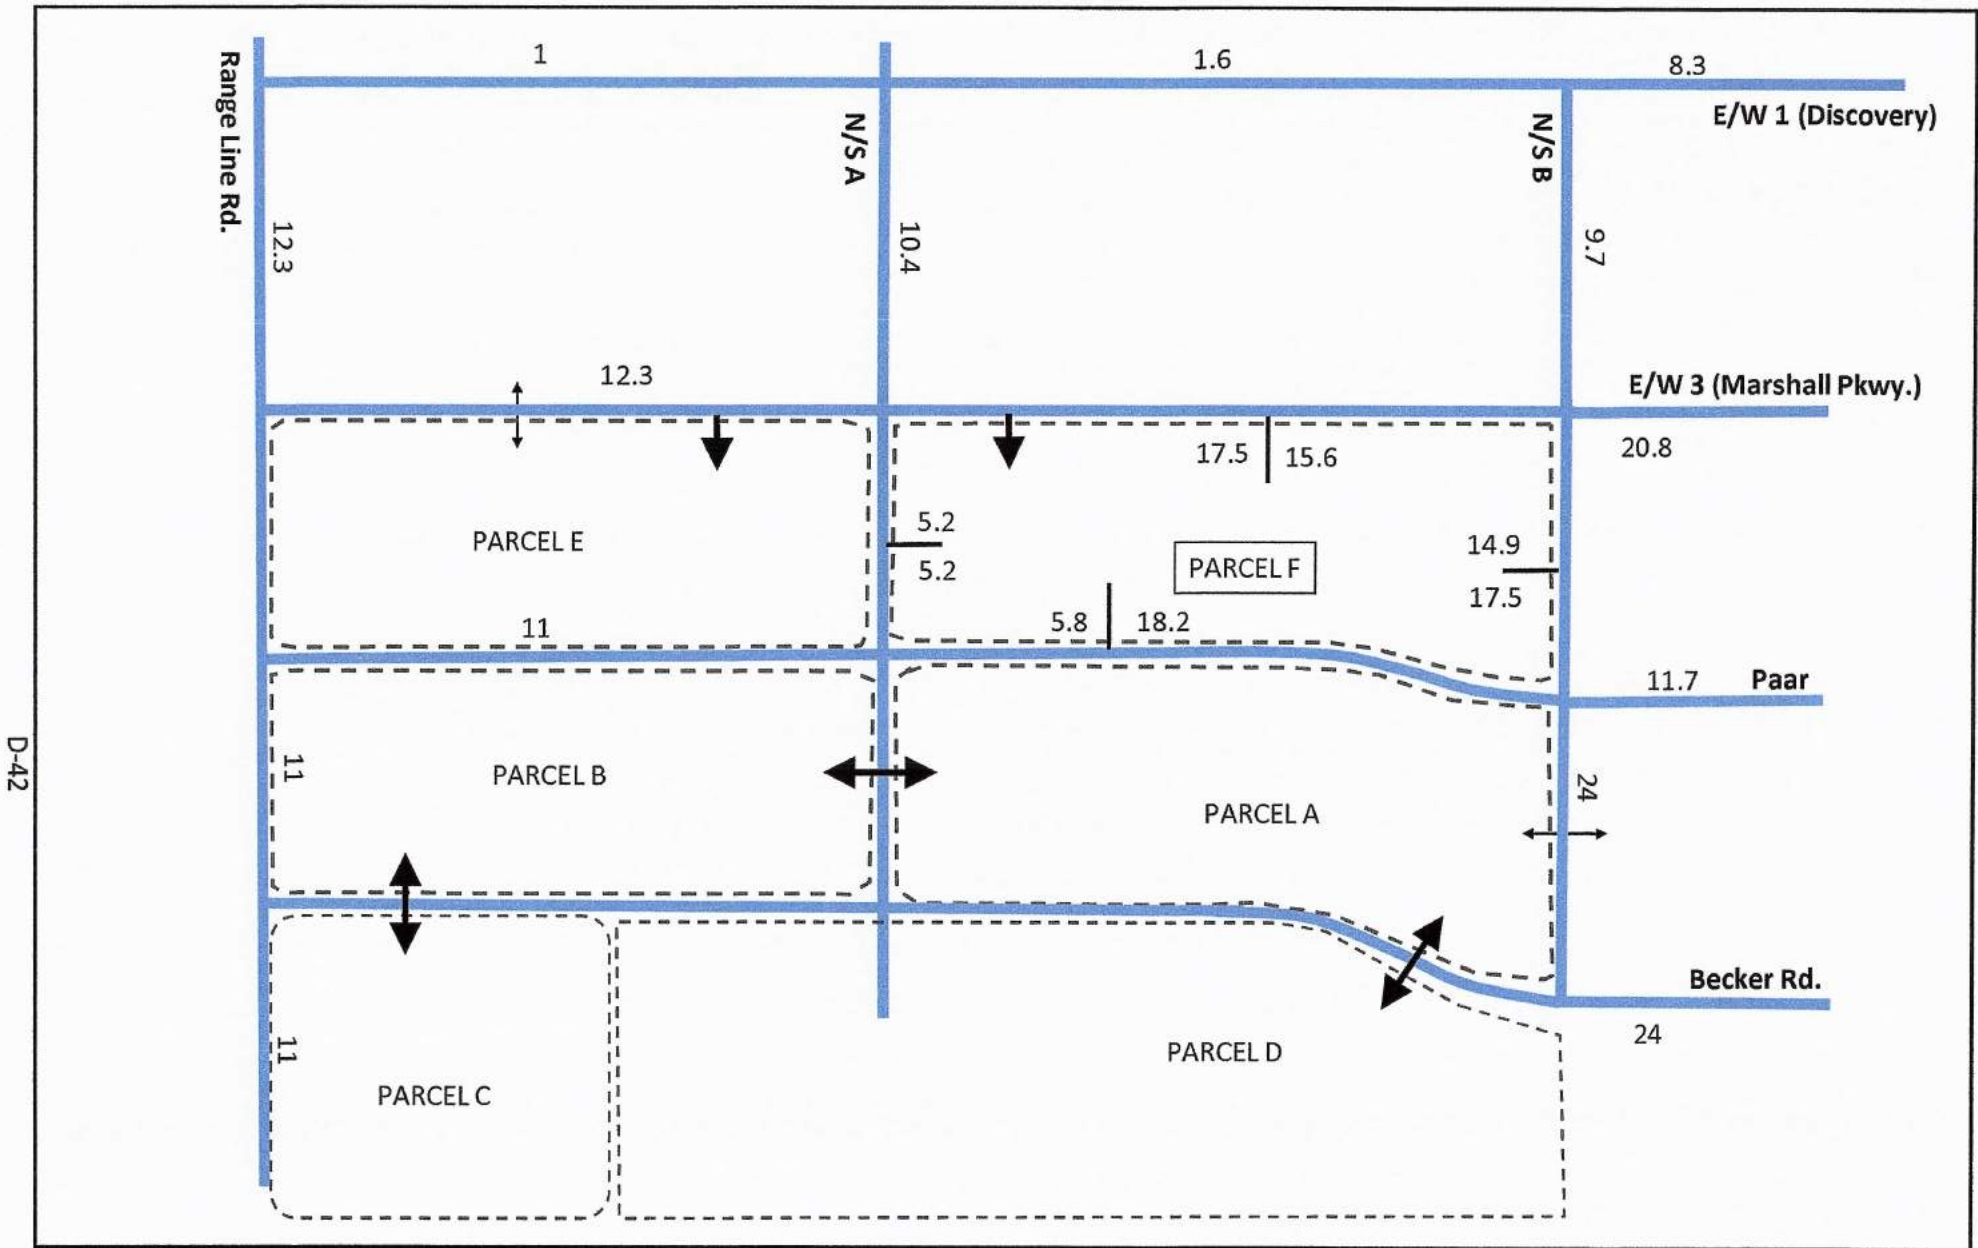 1
1.6
8.3
E/W 1 (Discovery)
Range Line Rd.
N/S A
N/S B
12.3
10.4
9.7
12.3
E/W 3 (Marshall Pkwy.)
17.5
15.6
20.8
PARCEL E
5.2
5.2
PARCEL F
14.9
17.5
11
5.8
18.2
11.7
Paar
11
PARCEL B
PARCEL A
24
D-42
Becker Rd.
24
11
PARCEL C
PARCEL D